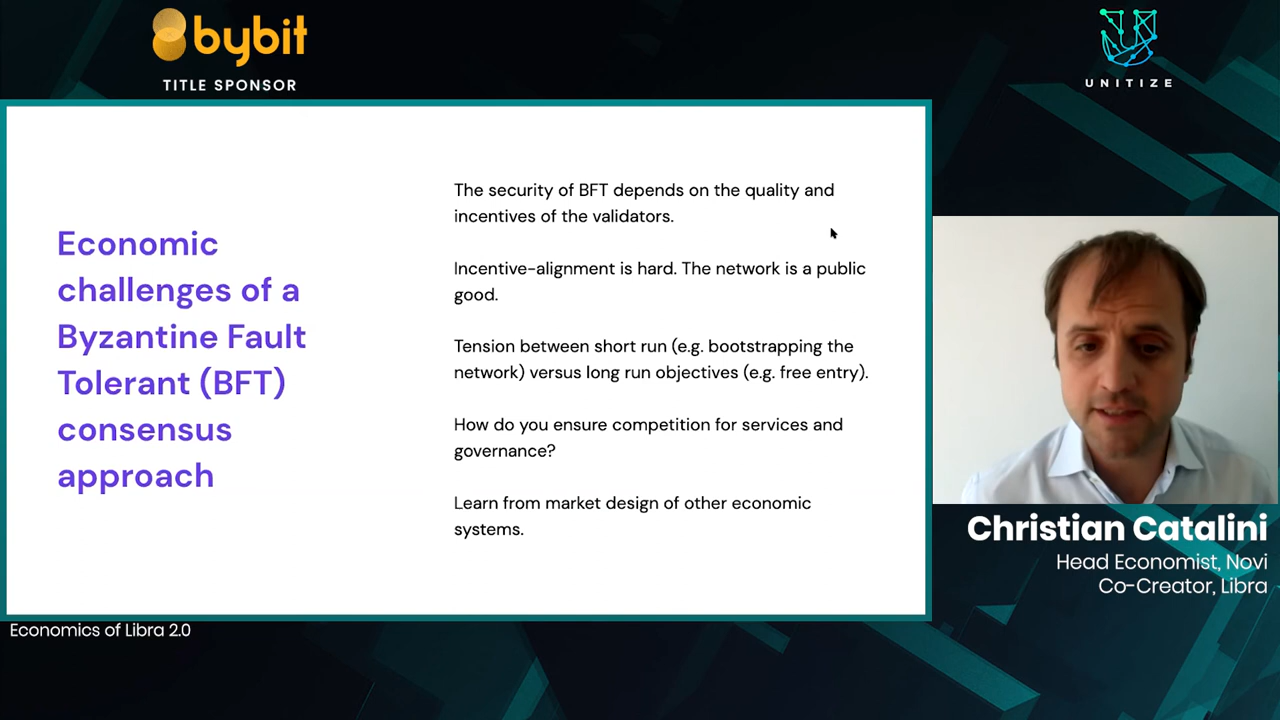 bybit
TITLE SPONSOR
UNITIZE
Economic
challenges of a
Byzantine Fault
Tolerant (BFT)
consensus
approach
The security of BFT depends on the quality and
incentives of the validators.
Incentive-alignment is hard. The network is a public
good.
Tension between short run (e.g. bootstrapping the
network) versus long run objectives (e.g. free entry).
How do you ensure competition for services and
governance?
Learn from market design of other economic
systems.
Christian Catalini
Head Economist, Novi
Co-Creator, Libra
Economics of Libra 2.0